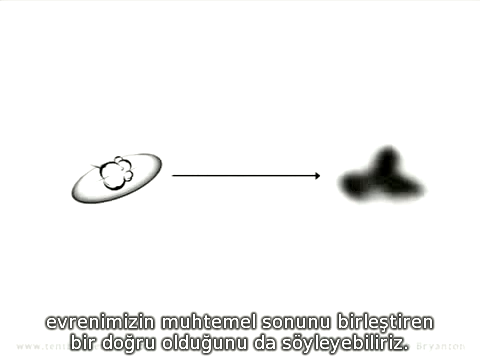 evrenimizin muhtemel sonunu birleştiren
bir doğru olduğunu da söyleyebiliriz.